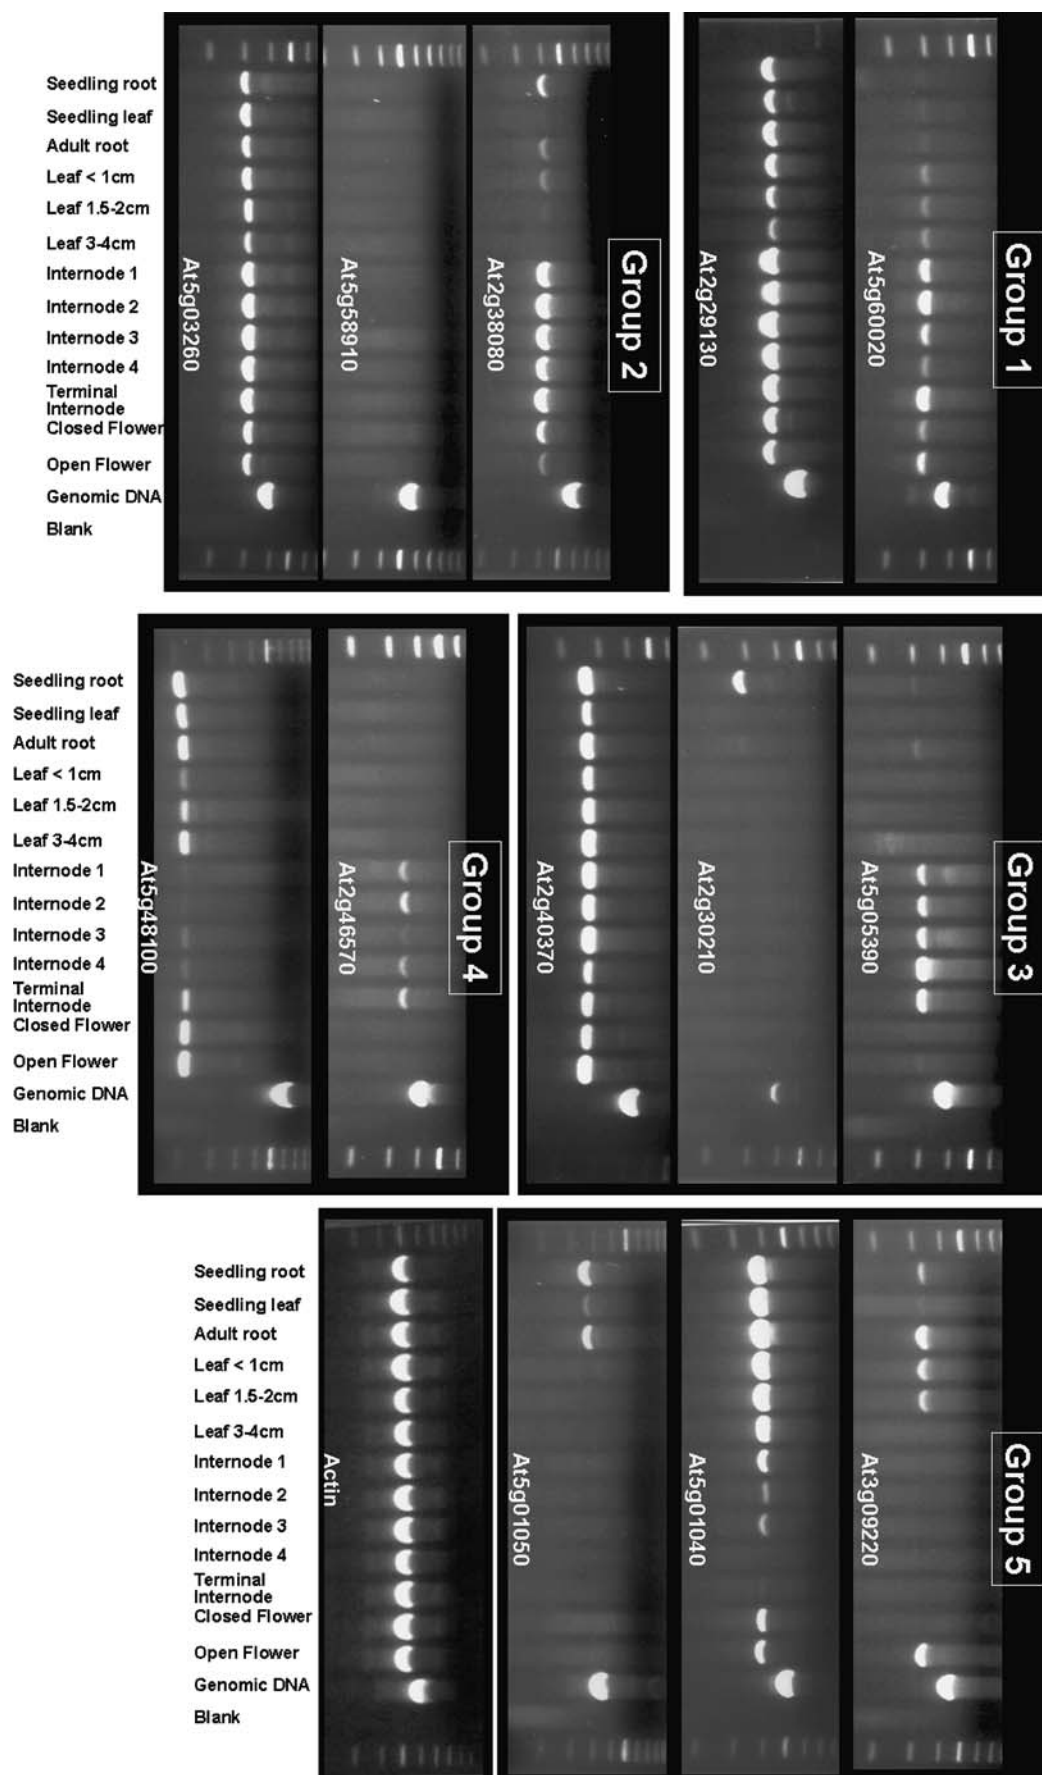 Seedling root
Seedling leaf
Adult root
Leaf < 1cm
Leaf 1.5-2cm
Leaf 3-4cm
Internode 1
Internode 2
Internode 3
Internode 4
Terminal
Internode
Closed Flower
Open Flower
Genomic DNA
Blank
At5g03260
At5g58910
At2g38080
Group 2
At2g29130
At5g60020
Group 1
Seedling root
Seedling leaf
Adult root
Leaf < 1cm
Leaf 1.5-2cm
Leaf 3-4cm
Internode 1
Internode 2
Internode 3
Internode 4
Terminal
Internode
Closed Flower
Open Flower
Genomic DNA
Blank
At5g48100
At2g46570
Group 4
At2g40370
At2g30210
At5g05390
Group 3
Seedling root
Seedling leaf
Adult root
Leaf < 1cm
Leaf 1.5-2cm
Leaf 3-4cm
Internode 1
Internode 2
Internode 3
Internode 4
Terminal
Internode
Closed Flower
Open Flower
Genomic DNA
Blank
Actin
At5g01050
At5g01040
At3g09220
Group 5